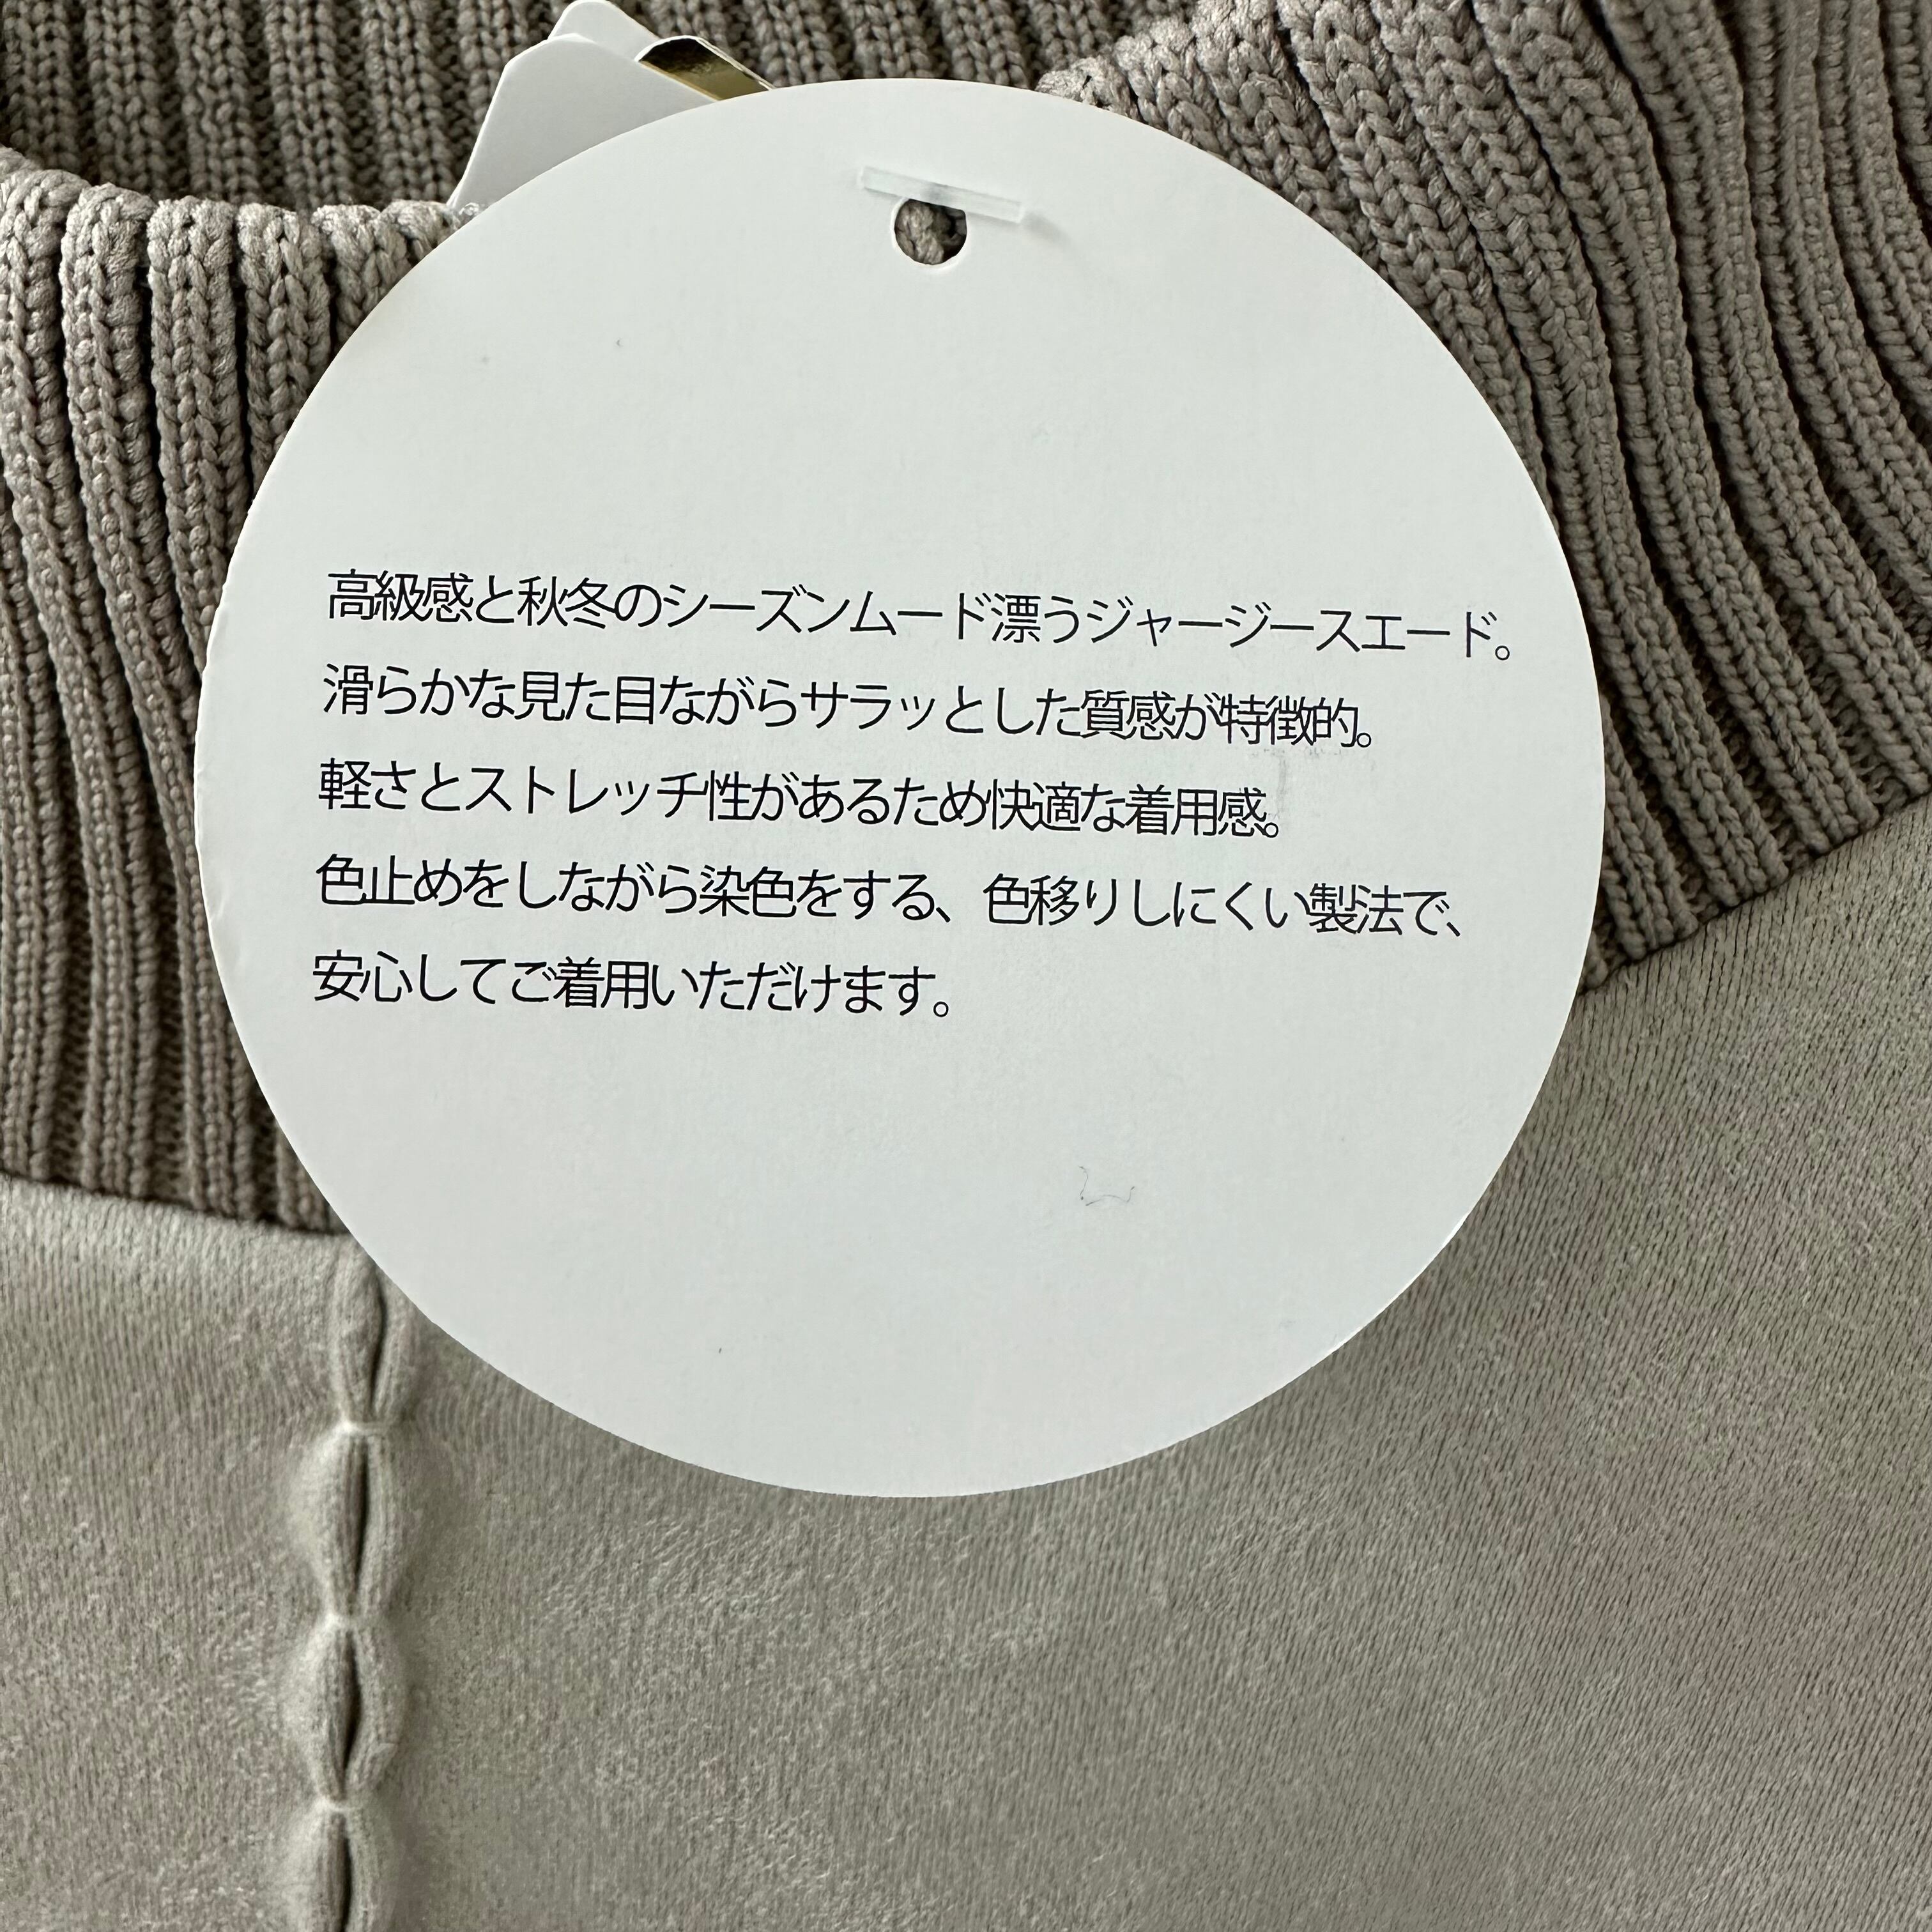 高級感と秋冬のシーズンムード漂うジャージースエード。
滑らかな見た目ながらサラッとした質感が特徴的。
軽さとストレッチ性があるため快適な着用感。
色止めをしながら染色をする、色移りしにくい製法で、
安心してご着用いただけます。